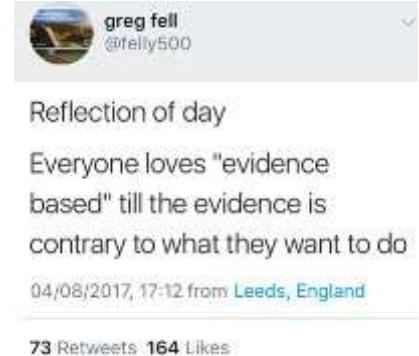 greg fell
@felly500
Reflection of day
Everyone loves "evidence
based" till the evidence is
contrary to what they want to do
04/08/2017, 17:12 from Leeds, England
73 Retweets 164 Likes